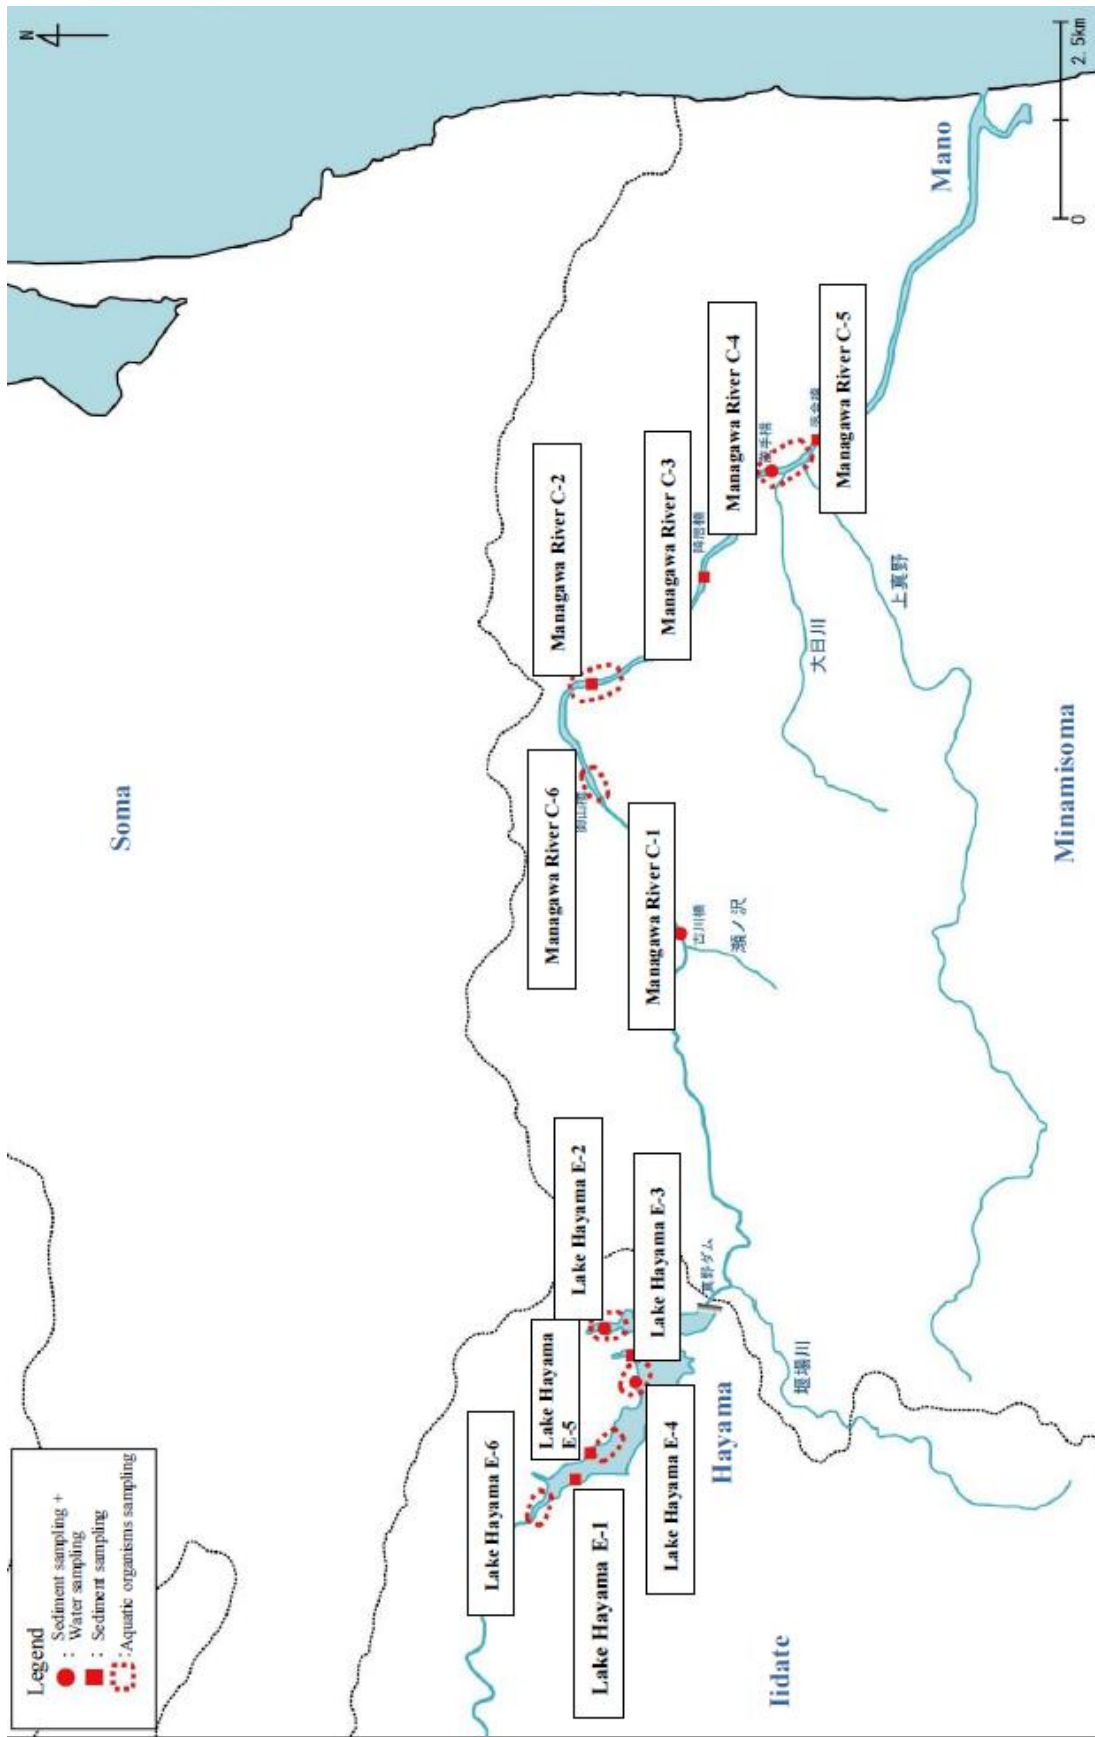 Legend
: Sediment sampling +
Water sampling
: Sediment sampling
: Aquatic organisms sampling
N
Soma
Lake Hayama E-6
Lake Hayama
E-5
Lake Hayama E-2
Lake Hayama E-1
Lake Hayama E-3
Lake Hayama E-4
Hayama
Iidate
真野ダム
堰場川
Managawa River C-6
Managawa River C-2
Managawa River C-1
古川橋
瀬ノ沢
Managawa River C-3
Managawa River C-4
Managawa River C-5
大日川
上真野
Mano
Minamisoma
0
2.5km